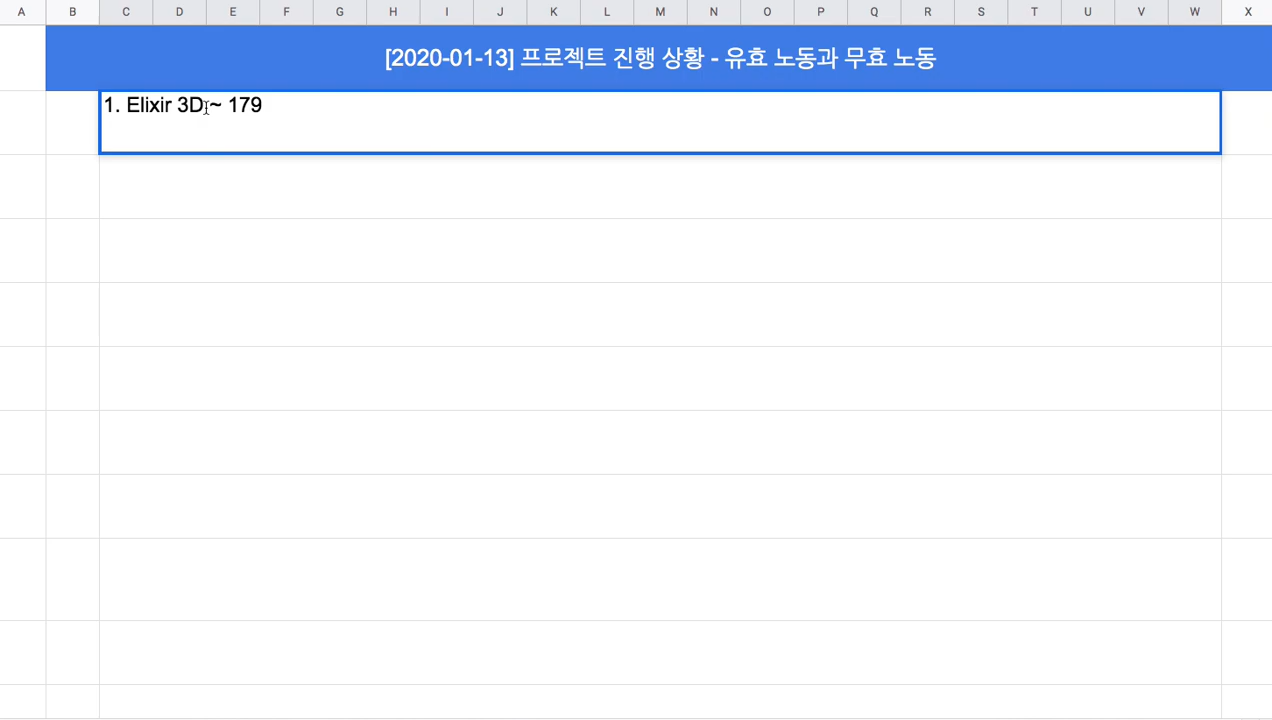 A B C D E F G H I J K L M N O P Q R S T U V W X
[2020-01-13] 프로젝트 진행 상황 - 유효 노동과 무효 노동
1. Elixir 3D ~ 179